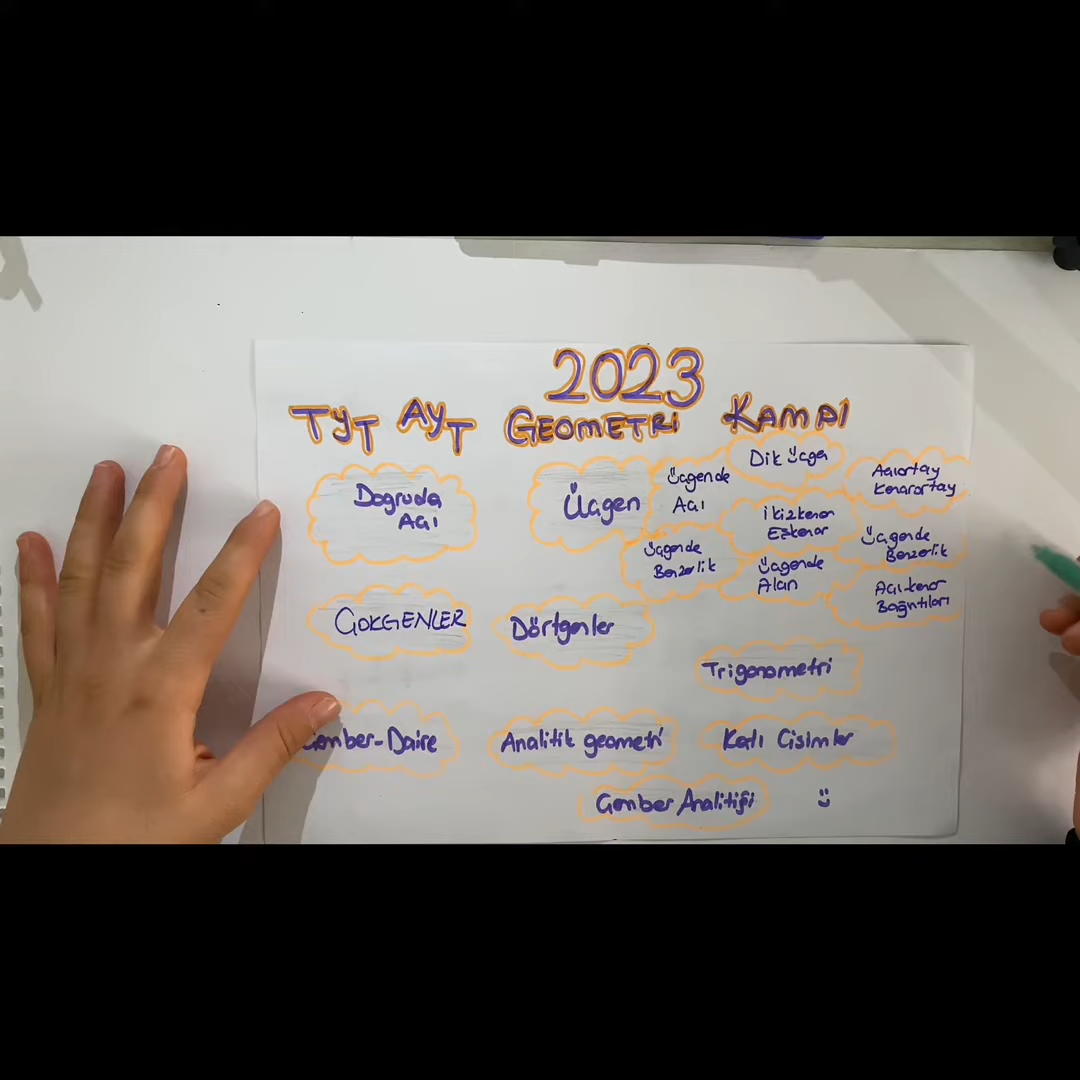 2023
TYT AYT GEOMETRİ KAMPI
Doğruda
Açı
Üçgen
Üçgende
Açı
Dik üçgen
Açıortay
Kenarortay
İkizkenar
Eşkenar
Üçgende
Benzerlik
Üçgende
Benzerlik
Üçgende
Alan
Açı-kenar
Bağıntıları
ÇOKGENLER
Dörtgenler
Trigonometri
Çember-Daire
Analitik geometri
Katı Cisimler
Çember Analitiği